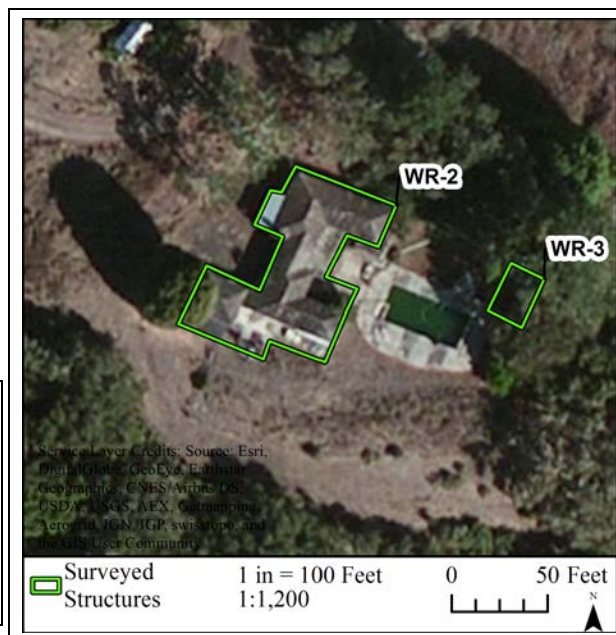 WR-2
WR-3
Service Layer Credits: Source: Esri,
DigitalGlobe, GeoEye, Earthstar
Geographics, CNES/Airbus DS,
USDA, USGS, AEX, Getmapping,
Aerogrid, IGN, IGP, swisstopo, and
the GIS User Community
Surveyed
Structures
1 in = 100 Feet
1:1,200
0 50 Feet
N